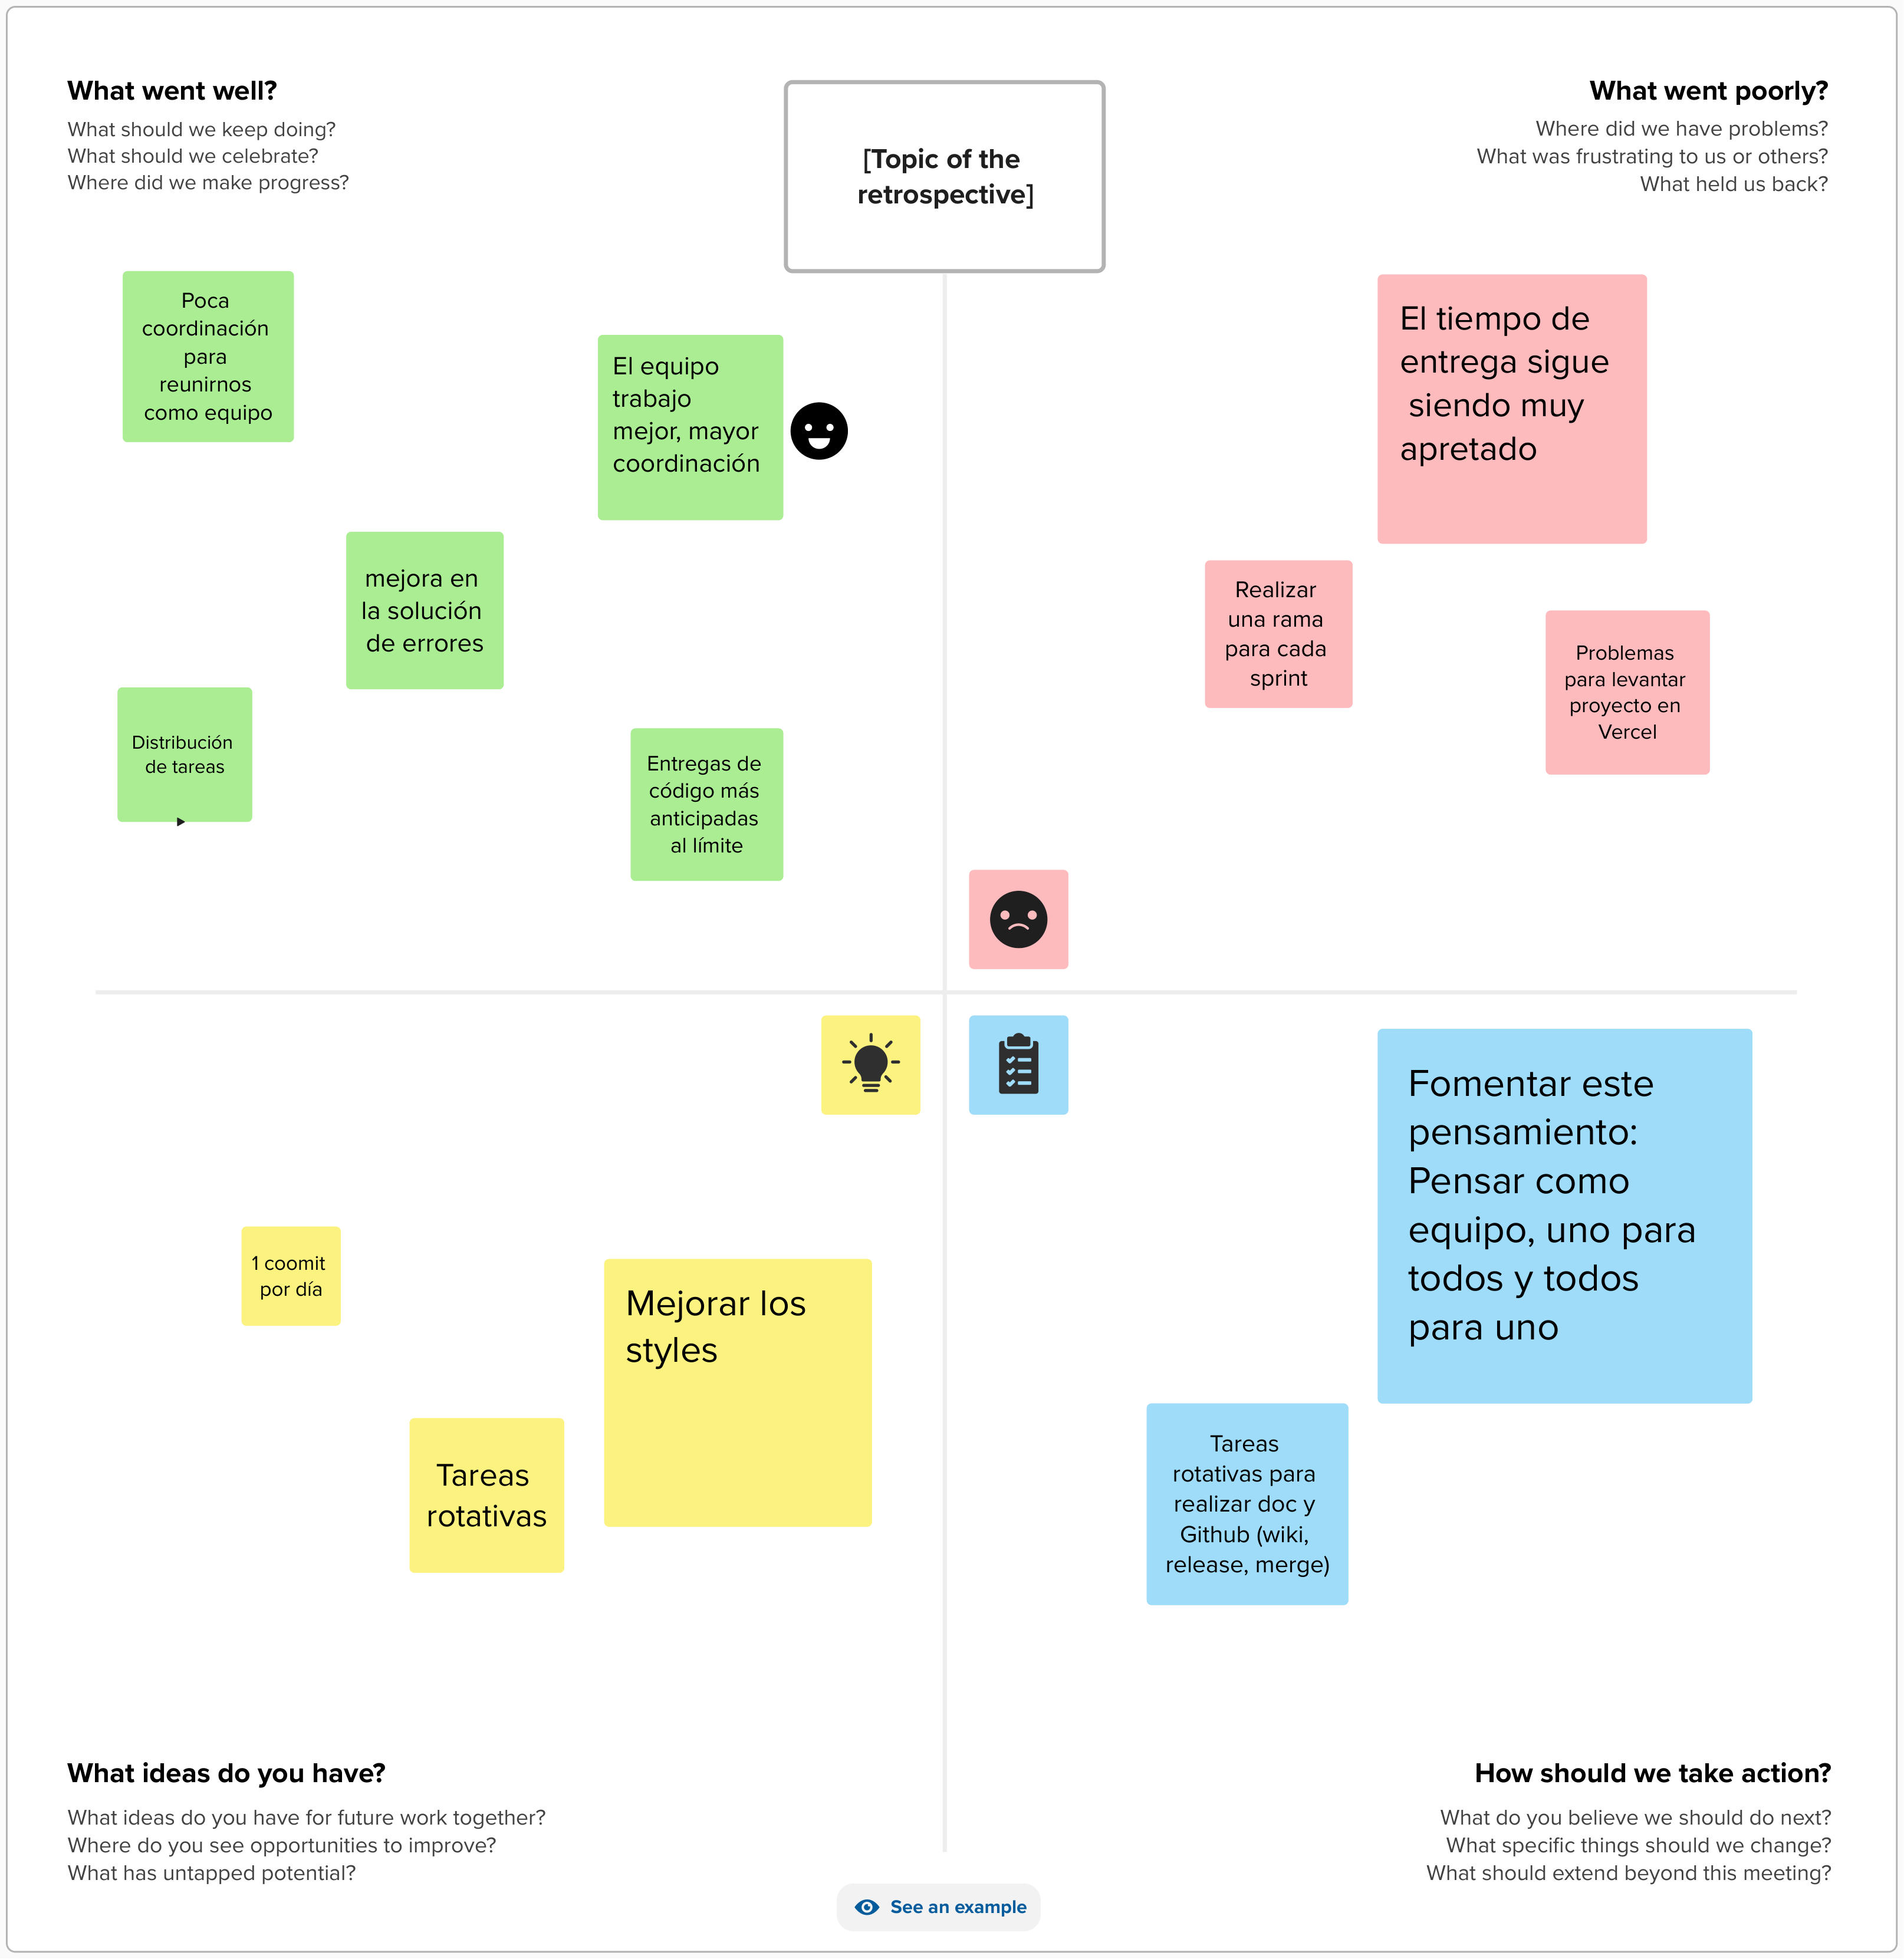 What went well?
What should we keep doing?
What should we celebrate?
Where did we make progress?
[Topic of the
retrospective]
What went poorly?
Where did we have problems?
What was frustrating to us or others?
What held us back?
Poca
coordinación
para
reunirnos
como equipo
El equipo
trabajo
mejor, mayor
coordinación
mejora en
la solución
de errores
Distribución
de tareas
Entregas de
código más
anticipadas
al límite
El tiempo de
entrega sigue
siendo muy
apretado
Realizar
una rama
para cada
sprint
Problemas
para levantar
proyecto en
Vercel
1 coomit
por día
Mejorar los
styles
Tareas
rotativas
Fomentar este
pensamiento:
Pensar como
equipo, uno para
todos y todos
para uno
Tareas
rotativas para
realizar doc y
Github (wiki,
release, merge)
What ideas do you have?
What ideas do you have for future work together?
Where do you see opportunities to improve?
What has untapped potential?
How should we take action?
What do you believe we should do next?
What specific things should we change?
What should extend beyond this meeting?
See an example